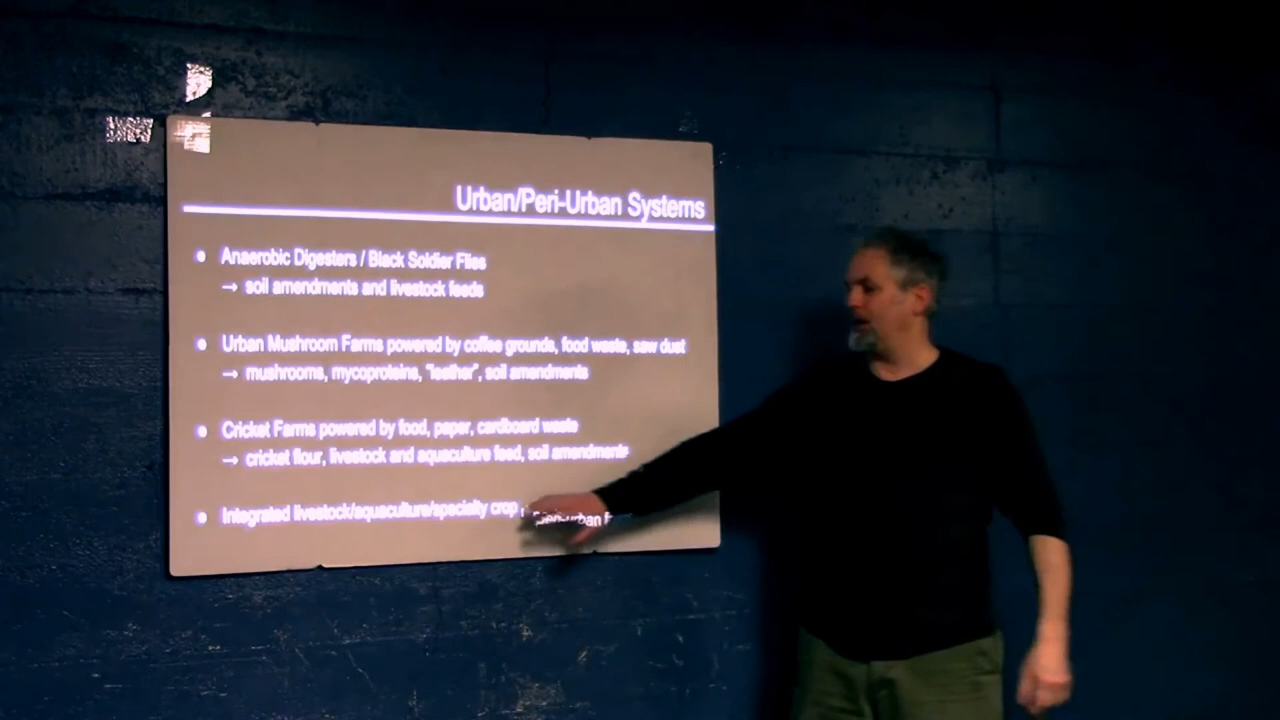 Urban/Peri-Urban Systems
• Anaerobic Digesters / Black Soldier Flies
→ soil amendments and livestock feeds
• Urban Mushroom Farms powered by coffee grounds, food waste, saw dust
→ mushrooms, mycoproteins, "leather", soil amendments
• Cricket Farms powered by food, paper, cardboard waste
→ cricket flour, livestock and aquaculture feed, soil amendments
• Integrated livestock/aquaculture/specialty crop peri-urban